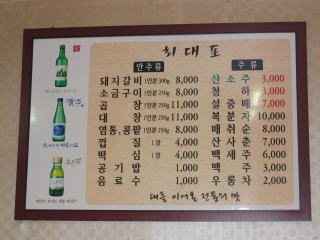 최대포
안주류
돼지갈비 1인분 300g 8,000
소금구이 1인분 250g 8,000
곱창 1인분 250g 11,000
대창 1인분 250g 11,000
염통,콩팥 1인분 250g 8,000
껍질 1장 4,000
떡심 1장 4,000
공기밥 1,000
음료수 1,000
주류
산소주 3,000
청하 3,000
설중매 7,000
복분자 10,000
매취순 8,000
산사춘 7,000
백세주 6,000
맥주 3,000
우롱차 2,000
대를 이어온 전통의 맛